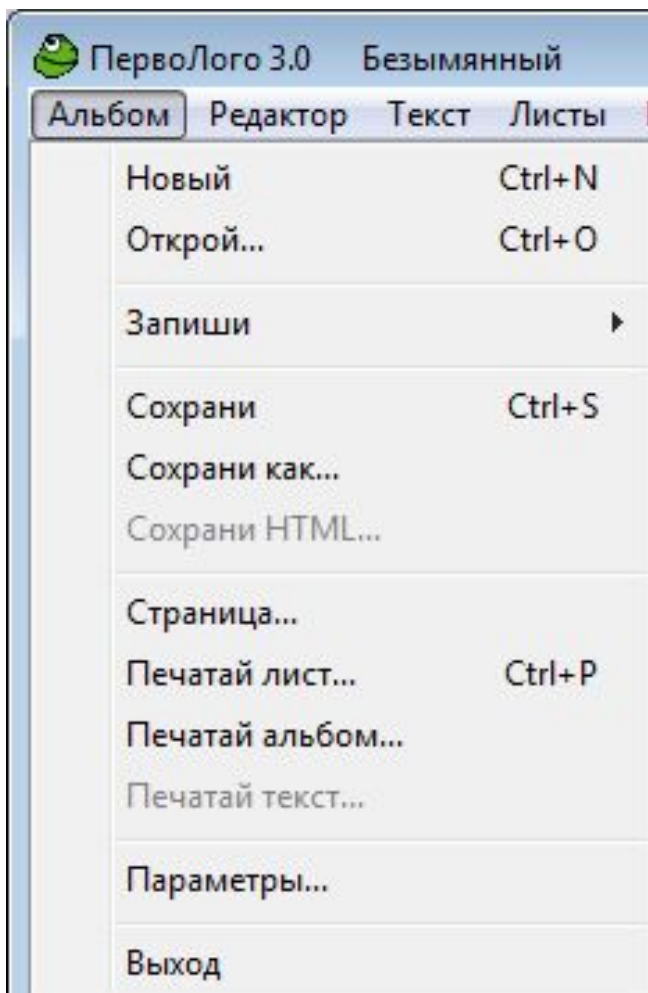 ПервоЛого 3.0 Безымянный
Альбом Редактор Текст Листы
Новый Ctrl+N
Открой... Ctrl+O
Запиши
Сохрани Ctrl+S
Сохрани как...
Сохрани HTML...
Страница...
Печатай лист... Ctrl+P
Печатай альбом...
Печатай текст...
Параметры...
Выход